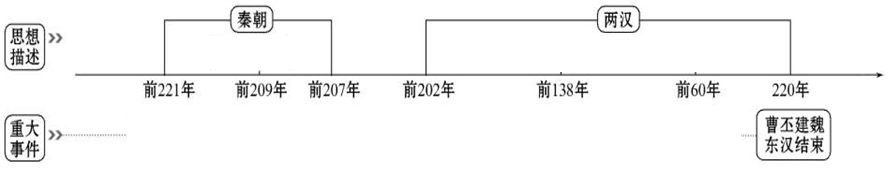 秦朝
两汉
思想
描述
前221年
前209年
前207年
前202年
前138年
前60年
220年
重大
事件
曹丕建魏
东汉结束